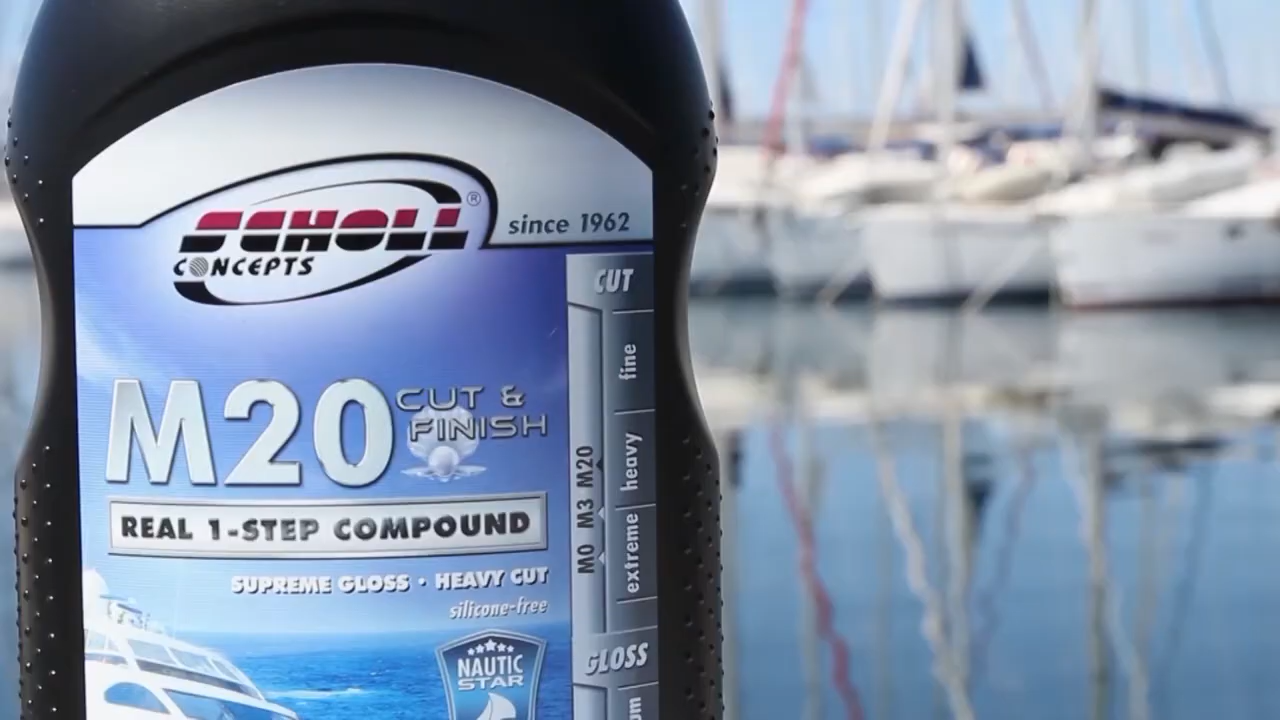 SCHOLL®
CONCEPTS
since 1962
M20 CUT &
FINISH
REAL 1-STEP COMPOUND
SUPREME GLOSS · HEAVY CUT
silicone-free
NAUTIC
STAR
CUT
fine
heavy
extreme
M0 M3 M20
GLOSS